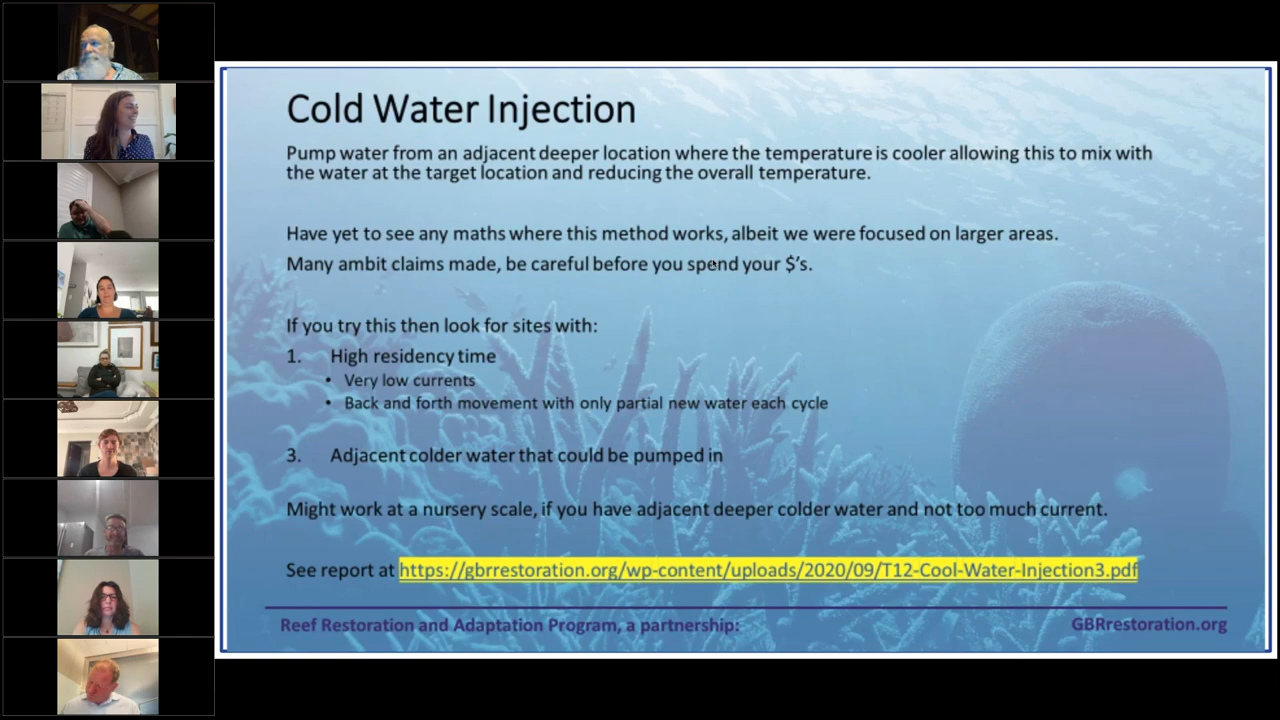 Cold Water Injection
Pump water from an adjacent deeper location where the temperature is cooler allowing this to mix with
the water at the target location and reducing the overall temperature.
Have yet to see any maths where this method works, albeit we were focused on larger areas.
Many ambit claims made, be careful before you spend your $'s.
If you try this then look for sites with:
1. High residency time
• Very low currents
• Back and forth movement with only partial new water each cycle
3. Adjacent colder water that could be pumped in
Might work at a nursery scale, if you have adjacent deeper colder water and not too much current.
See report at https://gbrrestoration.org/wp-content/uploads/2020/09/T12-Cool-Water-Injection3.pdf
Reef Restoration and Adaptation Program, a partnership: GBRrestoration.org